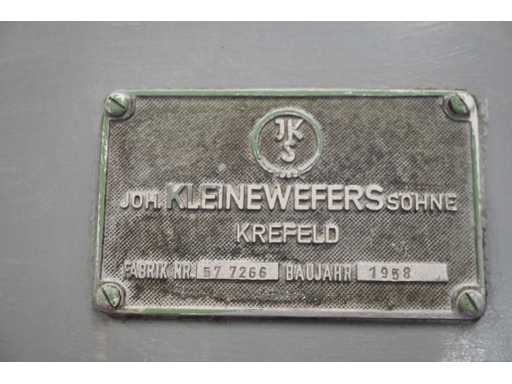 JKS
JOH. KLEINEWEFERS SÖHNE
KREFELD
FABRIK NR. 57 7266 BAUJAHR 1958